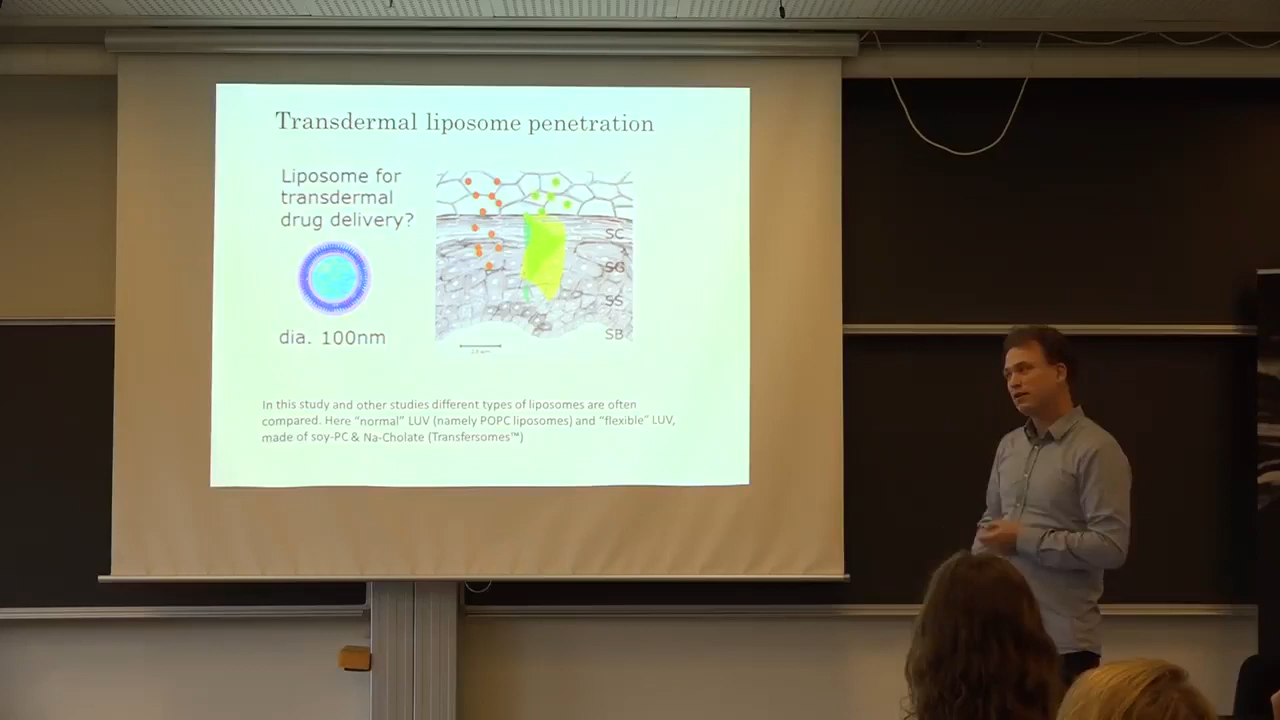 Transdermal liposome penetration
Liposome for
transdermal
drug delivery?
dia. 100nm
SC
SG
SS
SB
In this study and other studies different types of liposomes are often
compared. Here “normal” LUV (namely POPC liposomes) and “flexible” LUV,
made of soy-PC & Na-Cholate (Transfersomes™)